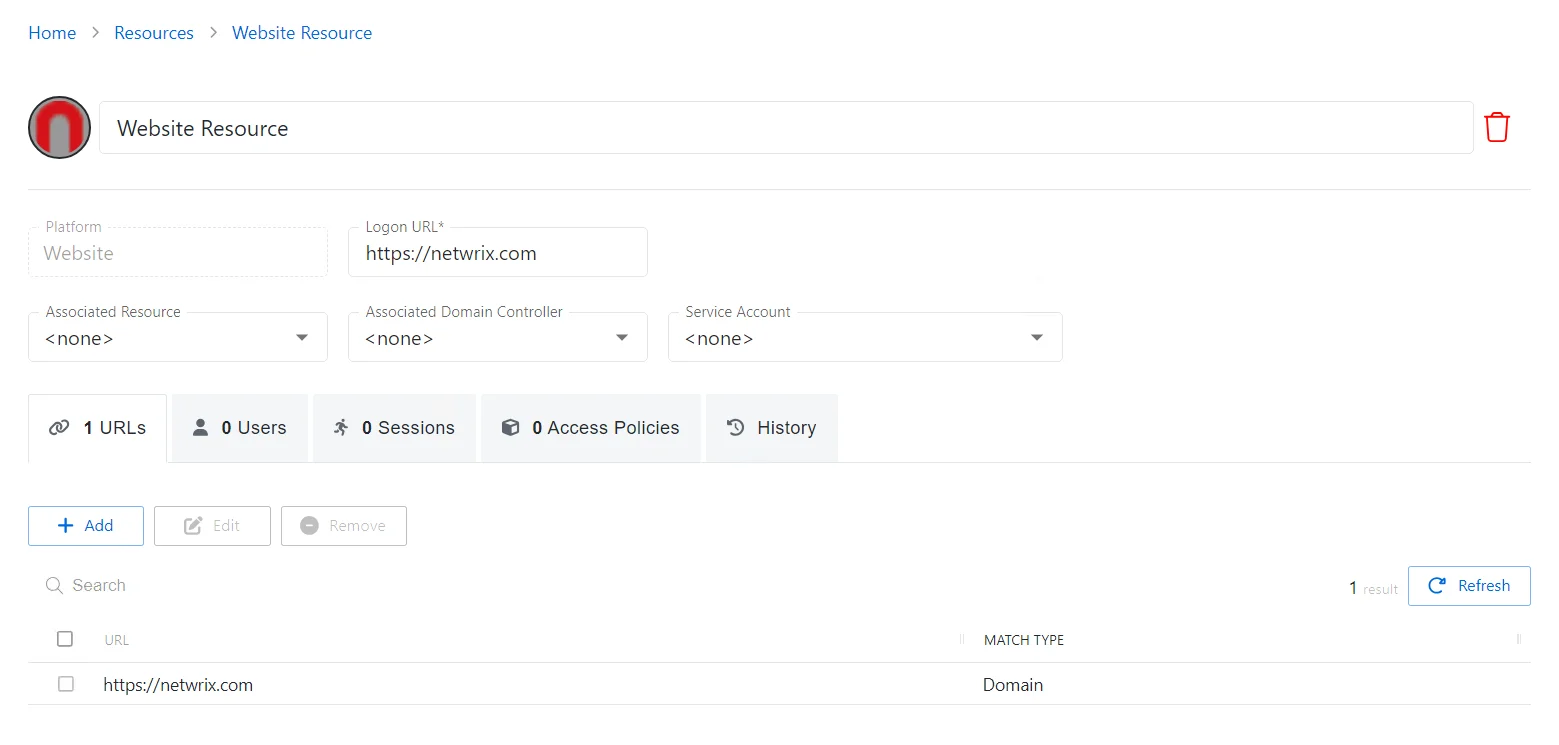 Home > Resources > Website Resource
Website Resource
Platform
Website
Logon URL*
https://netwrix.com
Associated Resource
<none>
Associated Domain Controller
<none>
Service Account
<none>
1 URLs
0 Users
0 Sessions
0 Access Policies
History
Add
Edit
Remove
Search
1 result
Refresh
URL
MATCH TYPE
https://netwrix.com
Domain